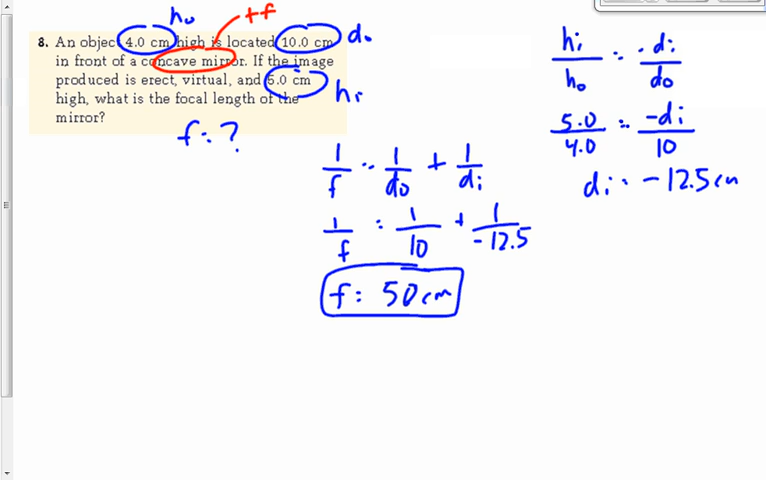 ho
+f
8. An objec 4.0 cm high is located 10.0 cm do
in front of a concave mirror. If the image
produced is erect, virtual, and 5.0 cm
high, what is the focal length of the hi
mirror?
f = ?
hi/ho = -di/do
5.0/4.0 = -di/10
di = -12.5 cm
1/f = 1/do + 1/di
1/f = 1/10 + 1/-12.5
f = 50 cm